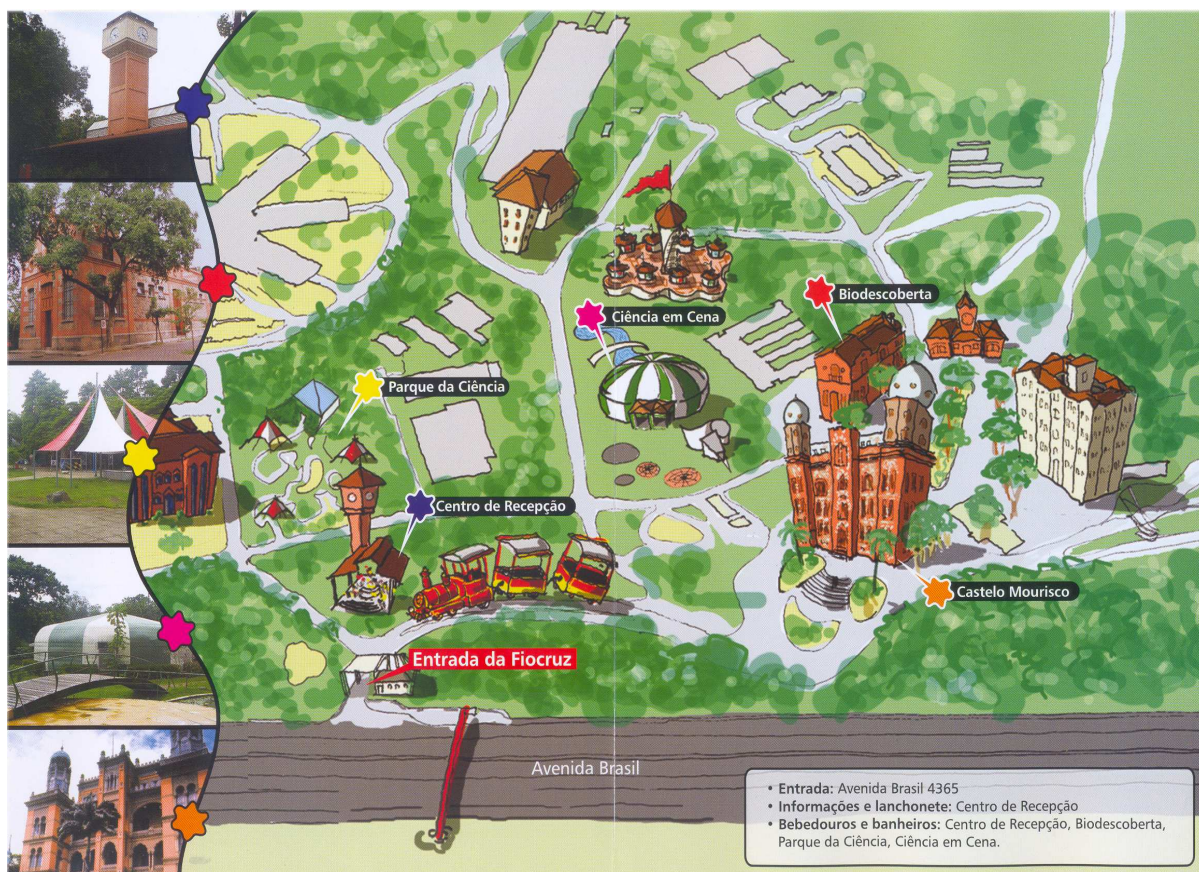 Biodescoberta
Ciência em Cena
Parque da Ciência
Centro de Recepção
Castelo Mourisco
Entrada da Fiocruz
Avenida Brasil
• Entrada: Avenida Brasil 4365
• Informações e lanchonete: Centro de Recepção
• Bebedouros e banheiros: Centro de Recepção, Biodescoberta,
Parque da Ciência, Ciência em Cena.